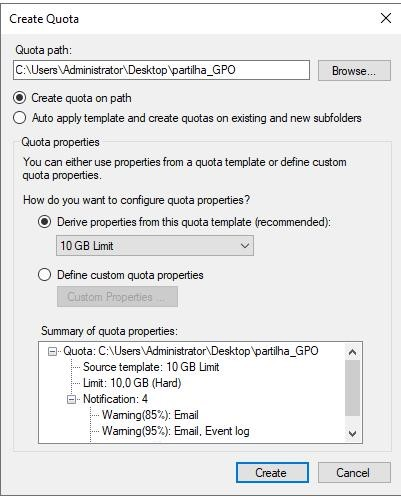 Create Quota
Quota path:
C:\Users\Administrator\Desktop\partilha_GPO
Browse...
Create quota on path
Auto apply template and create quotas on existing and new subfolders
Quota properties
You can either use properties from a quota template or define custom
quota properties.
How do you want to configure quota properties?
Derive properties from this quota template (recommended):
10 GB Limit
Define custom quota properties
Custom Properties ...
Summary of quota properties:
Quota: C:\Users\Administrator\Desktop\partilha_GPO
Source template: 10 GB Limit
Limit: 10,0 GB (Hard)
Notification: 4
Warning(85%): Email
Warning(95%): Email, Event log
Create
Cancel